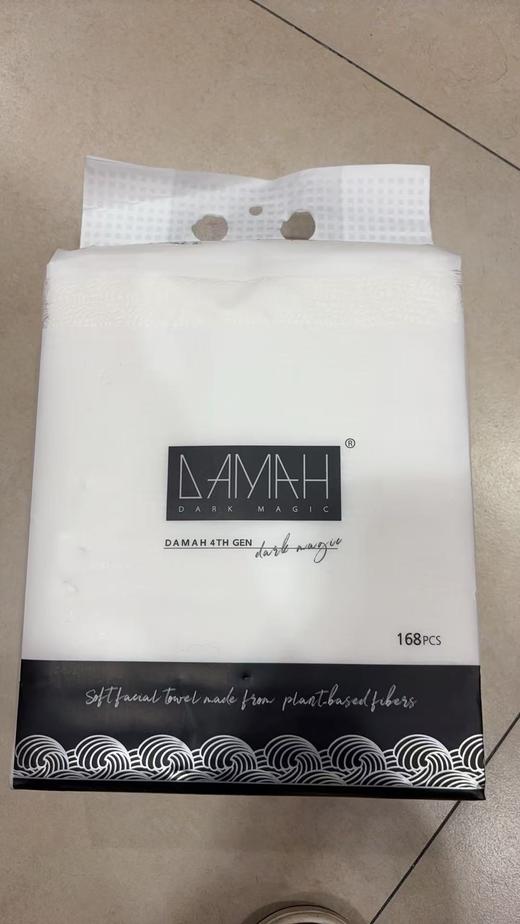 DAMAH®
DARK MAGIC
DAMAH 4TH GEN dark magic
168PCS
Soft facial towel made from plant-based fibers